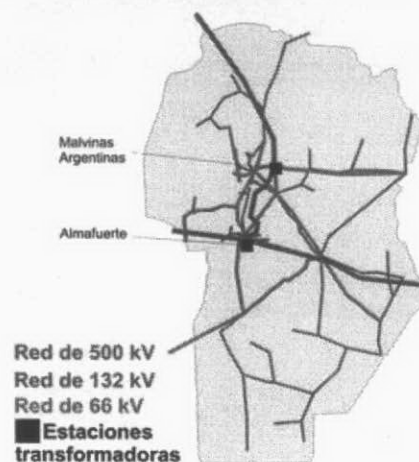 Malvinas
Argentinas
Almafuerte
Red de 500 kV
Red de 132 kV
Red de 66 kV
Estaciones
transformadoras